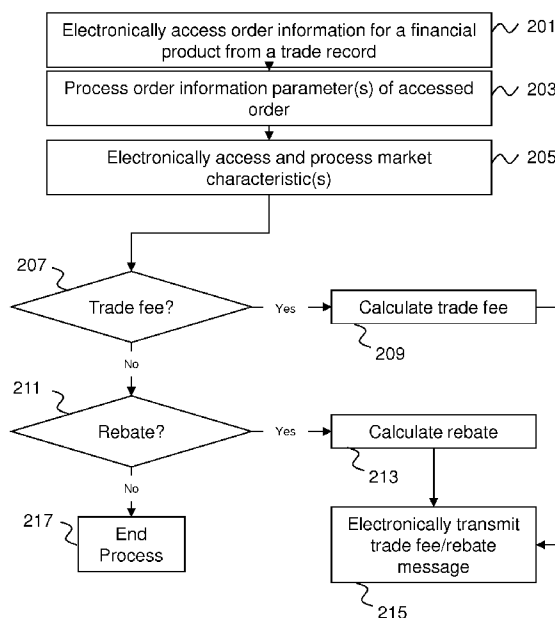 Electronically access order information for a financial
product from a trade record
201
Process order information parameter(s) of accessed
order
203
Electronically access and process market
characteristic(s)
205
207
Trade fee?
Yes
Calculate trade fee
209
No
211
Rebate?
Yes
Calculate rebate
213
No
217
End
Process
Electronically transmit
trade fee/rebate
message
215